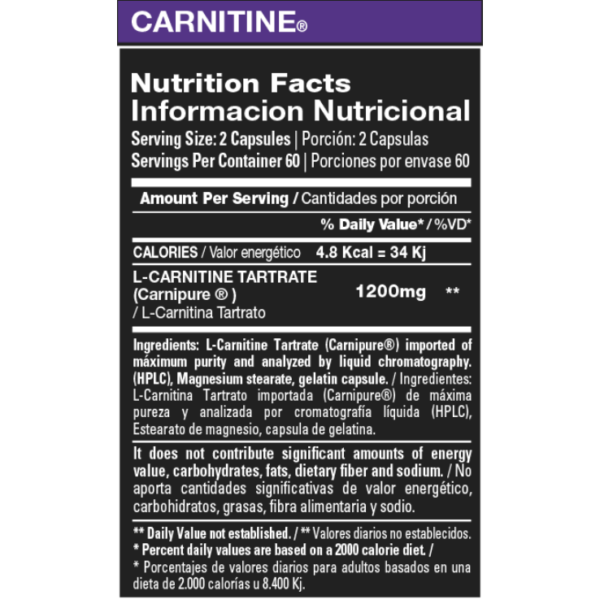 CARNITINE®
Nutrition Facts
Informacion Nutricional
Serving Size: 2 Capsules | Porción: 2 Capsulas
Servings Per Container 60 | Porciones por envase 60
Amount Per Serving / Cantidades por porción
% Daily Value* / %VD*
CALORIES / Valor energético 4.8 Kcal = 34 Kj
L-CARNITINE TARTRATE
(Carnipure ® ) 1200mg **
/ L-Carnitina Tartrato
Ingredients: L-Carnitine Tartrate (Carnipure®) imported of
máximum purity and analyzed by liquid chromatography.
(HPLC), Magnesium stearate, gelatin capsule. / Ingredientes:
L-Carnitina Tartrato importada (Carnipure®) de máxima
pureza y analizada por cromatografía líquida (HPLC),
Estearato de magnesio, capsula de gelatina.
It does not contribute significant amounts of energy
value, carbohydrates, fats, dietary fiber and sodium. / No
aporta cantidades significativas de valor energético,
carbohidratos, grasas, fibra alimentaria y sodio.
** Daily Value not established. / ** Valores diarios no establecidos.
* Percent daily values are based on a 2000 calorie diet. /
* Porcentajes de valores diarios para adultos basados en una
dieta de 2.000 calorías u 8.400 Kj.